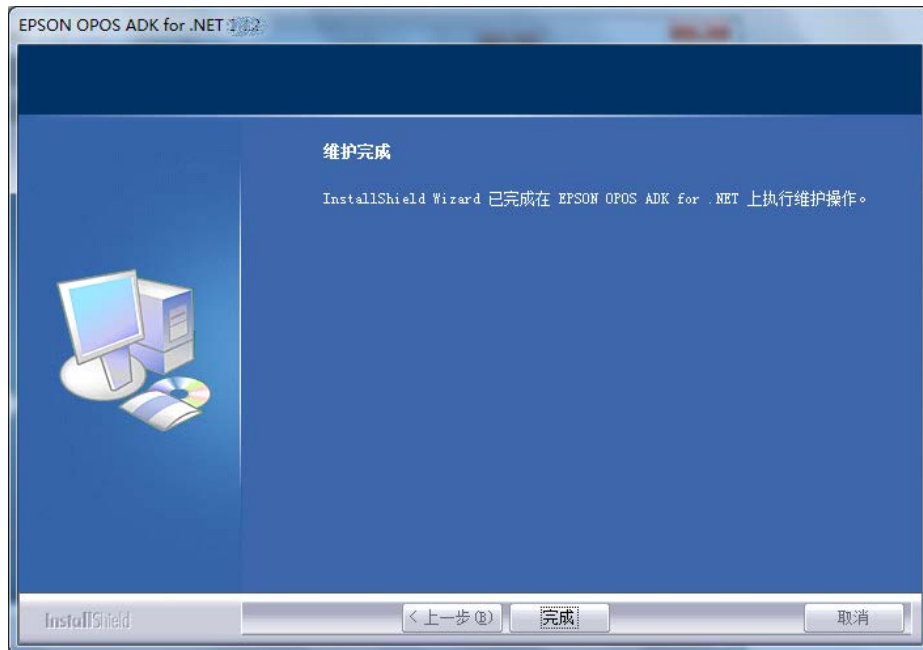 EPSON OPOS ADK for .NET
维护完成
InstallShield Wizard 已完成在 EPSON OPOS ADK for .NET 上执行维护操作。
InstallShield
< 上一步(B)
完成
取消